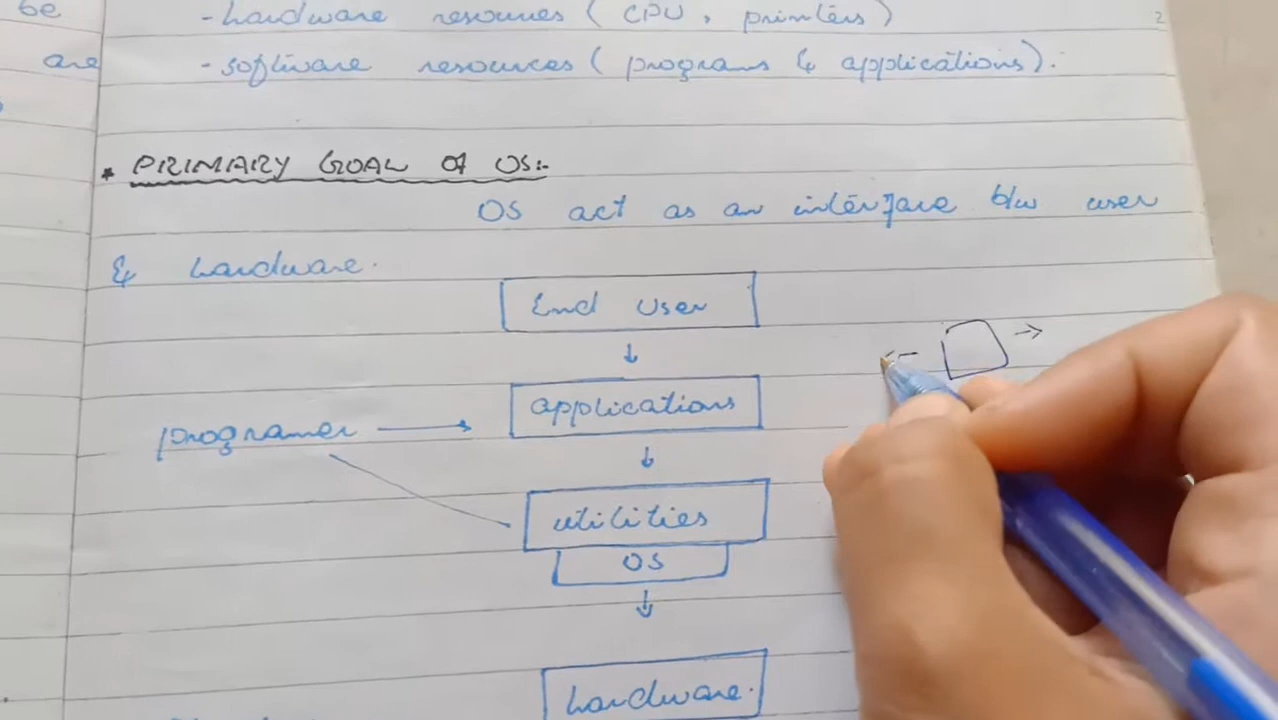 be
- hardware resources ( CPU , printers )
2
are
- software resources ( programs & applications ).
* PRIMARY GOAL OF OS:-
OS act as an interface b/w user
& hardware.
End User
↓
applications
programer →
↓
utilities
OS
↓
hardware.